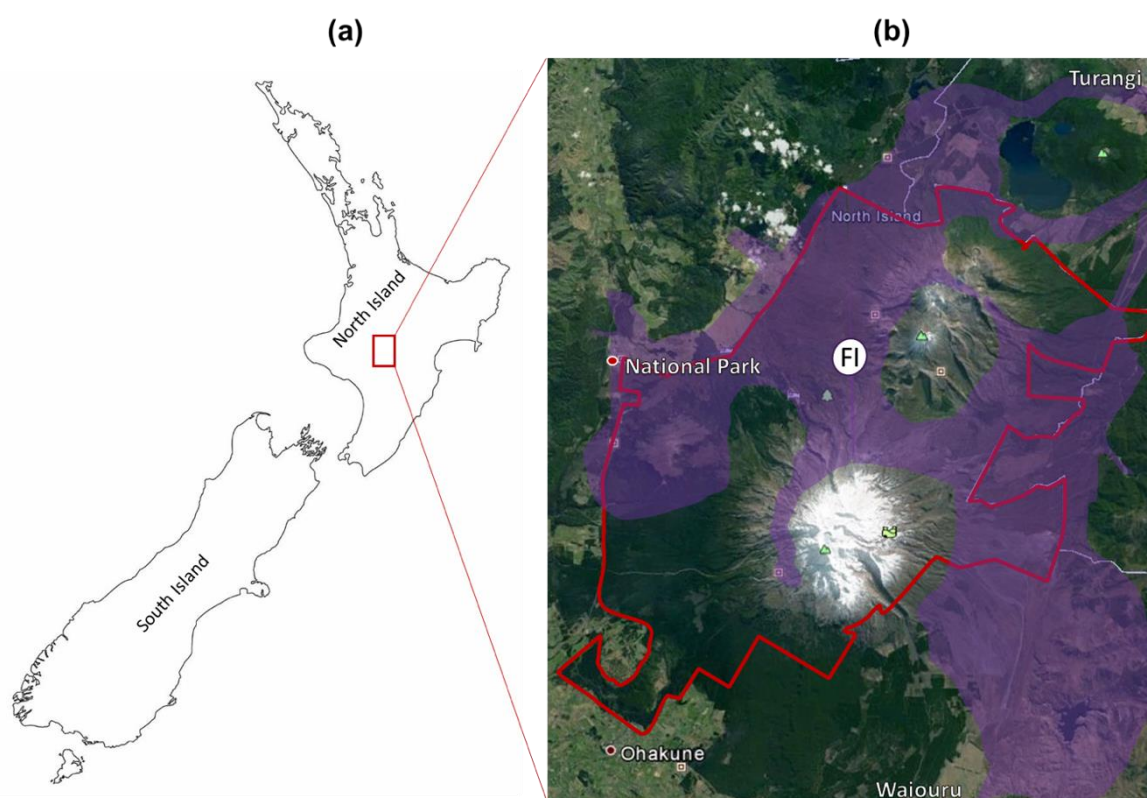 (a)
(b)
North Island
South Island
Turangi
North Island
FI
National Park
Ohakune
Waiouru